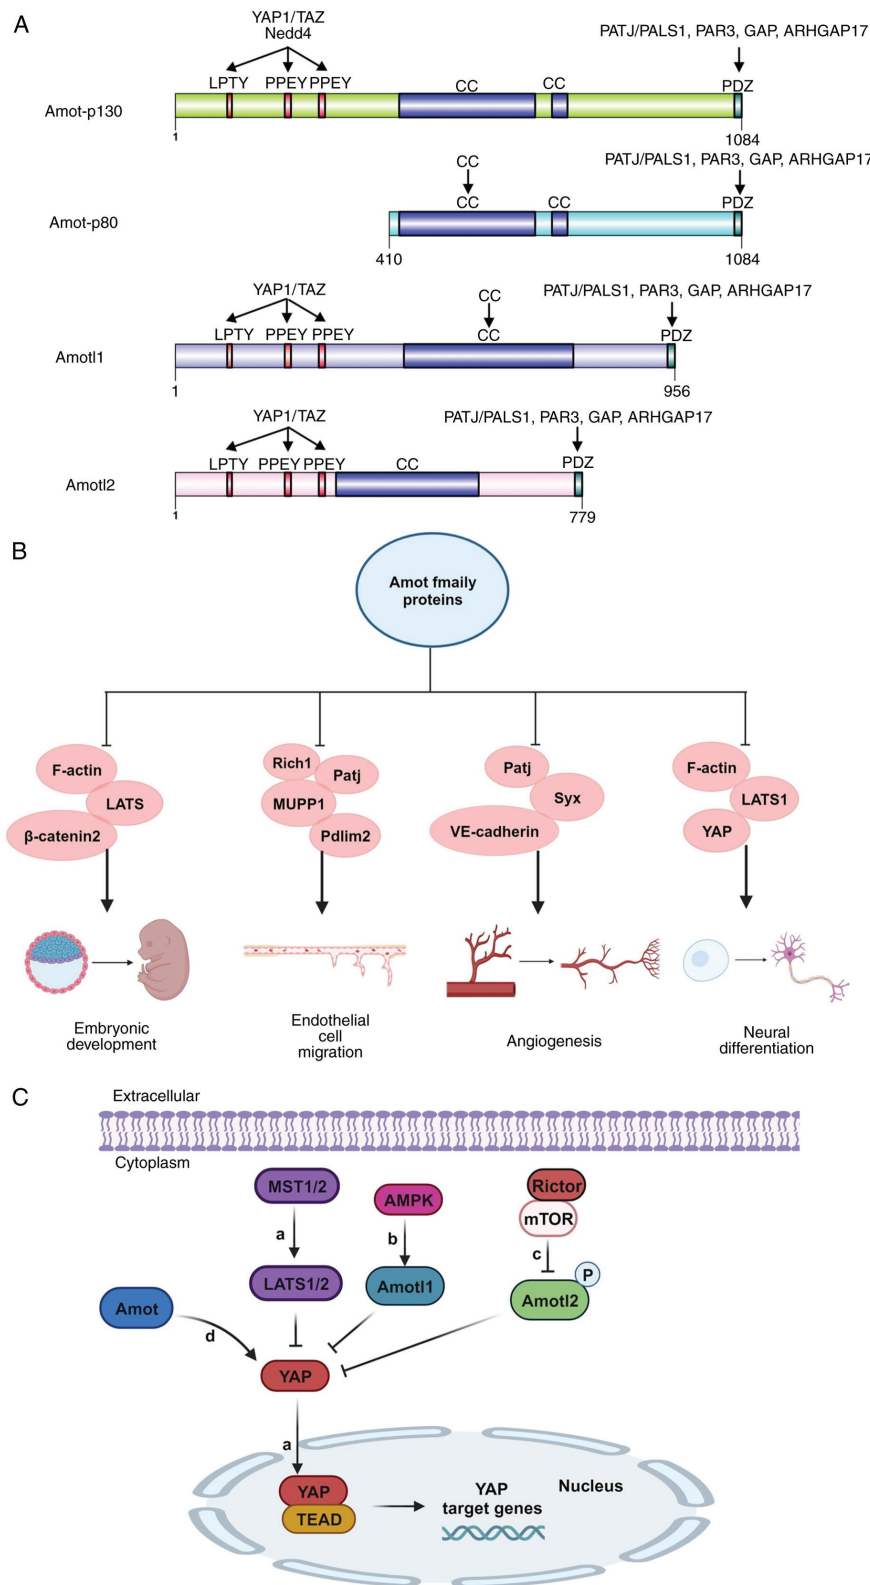 A
YAP1/TAZ
Nedd4
PATJ/PALS1, PAR3, GAP, ARHGAP17
LPTY PPEY PPEY CC CC PDZ
Amot-p130
1 1084
CC PATJ/PALS1, PAR3, GAP, ARHGAP17
CC CC PDZ
Amot-p80
410 1084
YAP1/TAZ CC PATJ/PALS1, PAR3, GAP, ARHGAP17
LPTY PPEY PPEY CC PDZ
Amotl1
1 956
YAP1/TAZ PATJ/PALS1, PAR3, GAP, ARHGAP17
LPTY PPEY PPEY CC PDZ
Amotl2
1 779
B
Amot fmaily
proteins
F-actin
LATS
β-catenin2
Rich1
Patj
MUPP1
Pdlim2
Patj
Syx
VE-cadherin
F-actin
LATS1
YAP
Embryonic
development
Endothelial
cell
migration
Angiogenesis
Neural
differentiation
C
Extracellular
Cytoplasm
MST1/2
AMPK
Rictor
mTOR
a
b
c
LATS1/2
Amotl1
P
Amotl2
Amot
d
YAP
a
YAP
TEAD
YAP
target genes
Nucleus